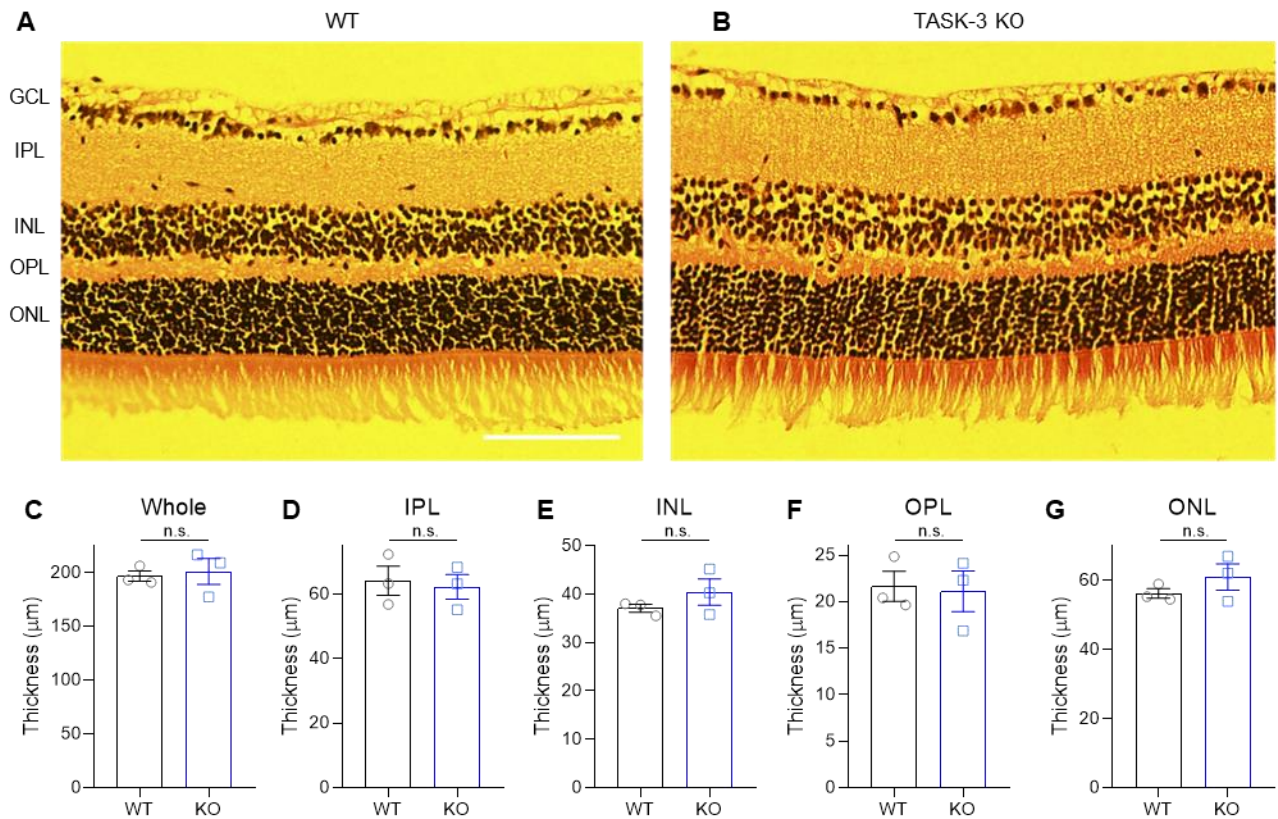 A WT B TASK-3 KO
GCL
IPL
INL
OPL
ONL
C Whole D IPL E INL F OPL G ONL
n.s. n.s. n.s. n.s. n.s.
Thickness (μm)
200
150
100
50
0
WT KO
Thickness (μm)
60
40
20
0
WT KO
Thickness (μm)
50
40
30
20
10
0
WT KO
Thickness (μm)
25
20
15
10
5
0
WT KO
Thickness (μm)
60
40
20
0
WT KO